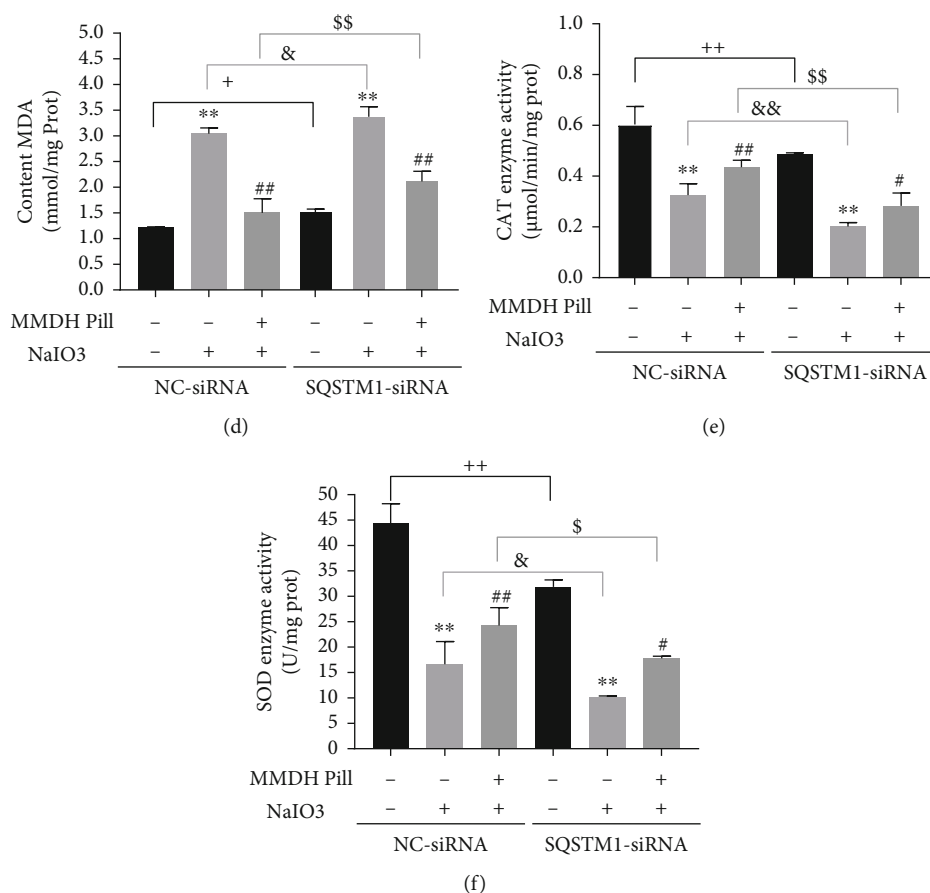 $$
&
+
**
**
##
##
5.0
4.5
4.0
3.5
3.0
2.5
2.0
1.5
1.0
0.5
0.0
Content MDA
(mmol/mg Prot)
MMDH Pill – – + – – +
NaIO3 – + + – + +
NC-siRNA SQSTM1-siRNA
(d)
++
$$
&&
**
##
**
#
1.0
0.8
0.6
0.4
0.2
0.0
CAT enzyme activity
(μmol/min/mg prot)
MMDH Pill – – + – – +
NaIO3 – + + – + +
NC-siRNA SQSTM1-siRNA
(e)
++
$
&
**
##
**
#
50
45
40
35
30
25
20
15
10
5
0
SOD enzyme activity
(U/mg prot)
MMDH Pill – – + – – +
NaIO3 – + + – + +
NC-siRNA SQSTM1-siRNA
(f)